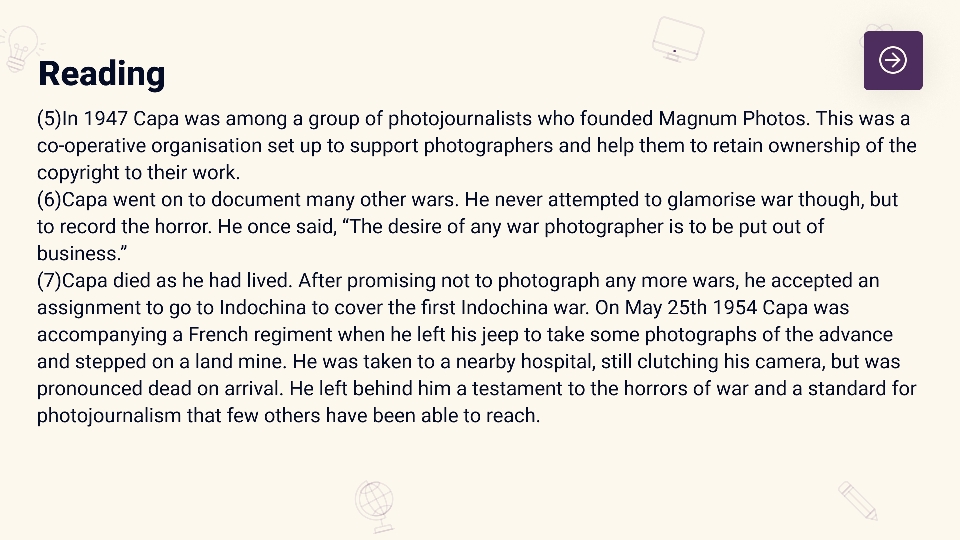 Reading
(5)In 1947 Capa was among a group of photojournalists who founded Magnum Photos. This was a
co-operative organisation set up to support photographers and help them to retain ownership of the
copyright to their work.
(6)Capa went on to document many other wars. He never attempted to glamorise war though, but
to record the horror. He once said, “The desire of any war photographer is to be put out of
business.”
(7)Capa died as he had lived. After promising not to photograph any more wars, he accepted an
assignment to go to Indochina to cover the first Indochina war. On May 25th 1954 Capa was
accompanying a French regiment when he left his jeep to take some photographs of the advance
and stepped on a land mine. He was taken to a nearby hospital, still clutching his camera, but was
pronounced dead on arrival. He left behind him a testament to the horrors of war and a standard for
photojournalism that few others have been able to reach.